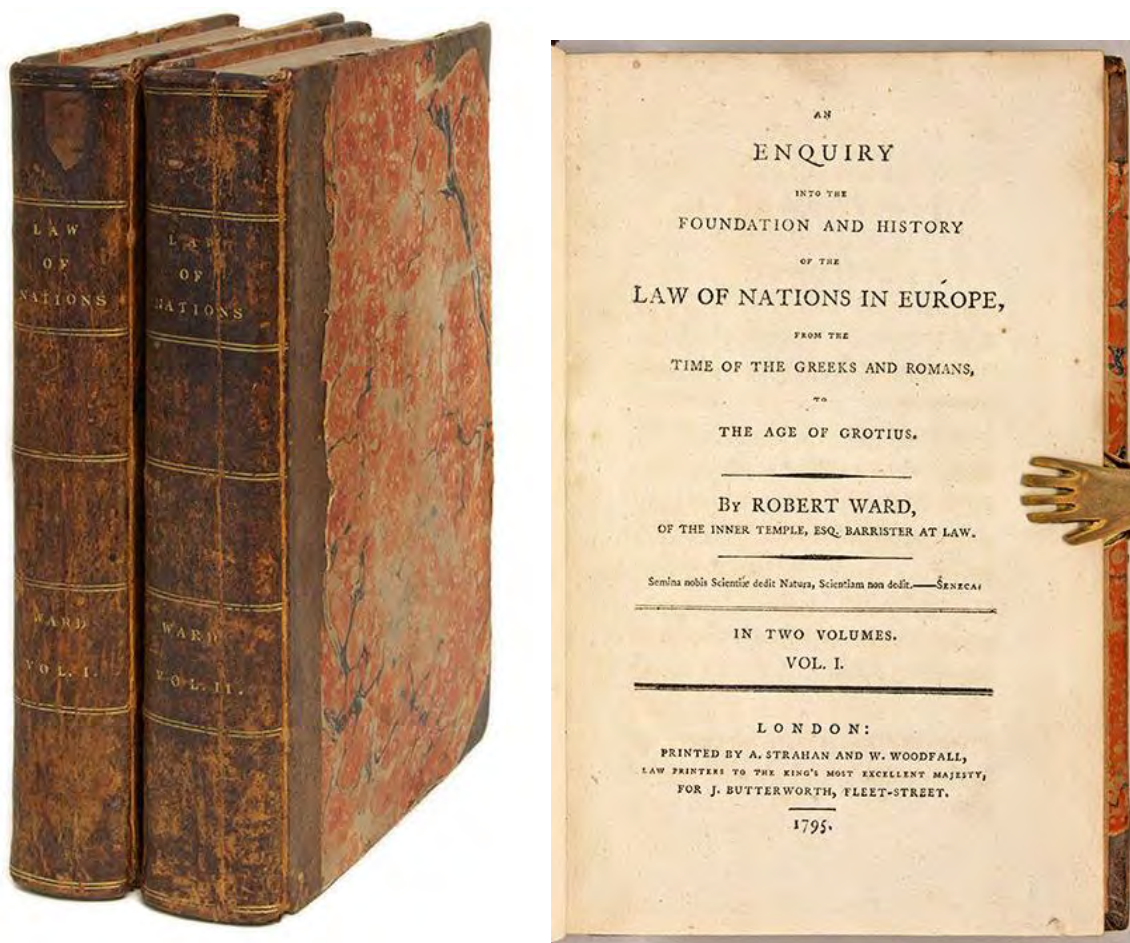 LAW
OF
NATIONS
WARD
VOL. I.
LAW
OF
NATIONS
WARD
VOL. II.
AN
ENQUIRY
INTO THE
FOUNDATION AND HISTORY
OF THE
LAW OF NATIONS IN EUROPE,
FROM THE
TIME OF THE GREEKS AND ROMANS,
TO
THE AGE OF GROTIUS.
BY ROBERT WARD,
OF THE INNER TEMPLE, ESQ. BARRISTER AT LAW.
Semina nobis Scientiæ dedit Natura, Scientiam non dedit.——SENECA.
IN TWO VOLUMES.
VOL. I.
LONDON:
PRINTED BY A. STRAHAN AND W. WOODFALL,
LAW PRINTERS TO THE KING'S MOST EXCELLENT MAJESTY,
FOR J. BUTTERWORTH, FLEET-STREET.
1795.